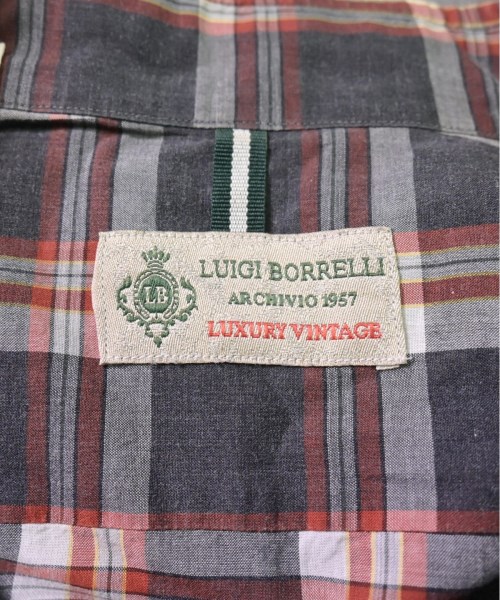 LB
LUIGI BORRELLI
ARCHIVIO 1957
LUXURY VINTAGE